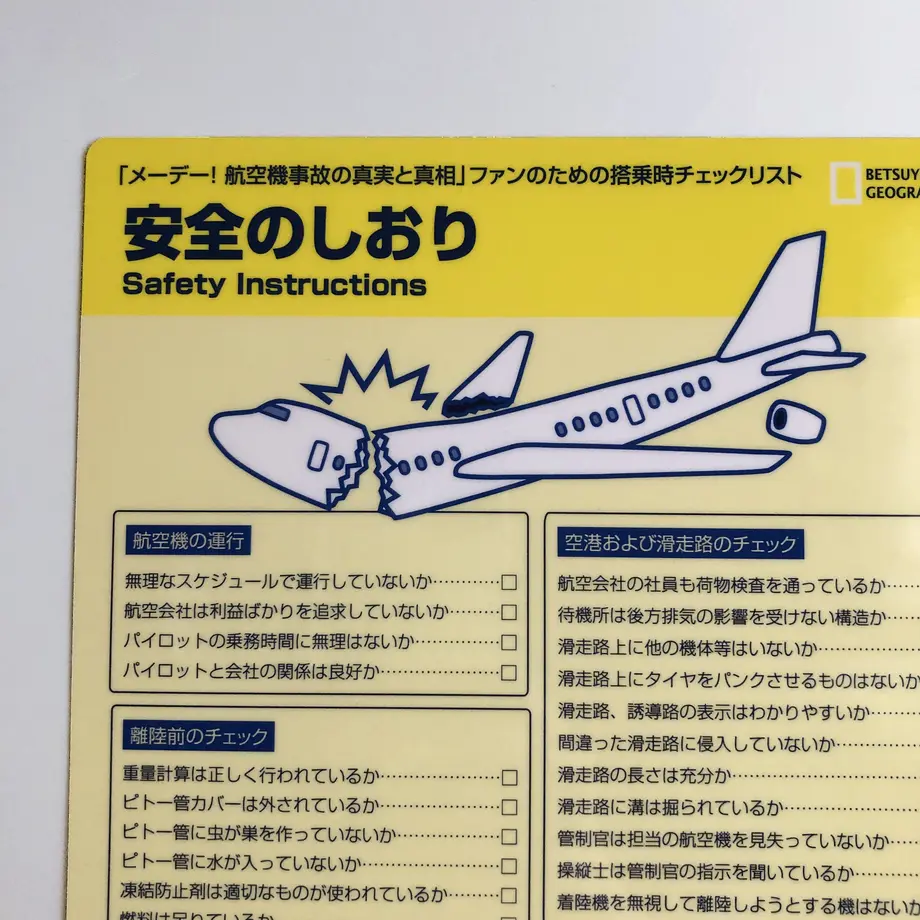 「メーデー! 航空機事故の真実と真相」ファンのための搭乗時チェックリスト
BETSUY
GEOGRA
安全のしおり
Safety Instructions
航空機の運行
無理なスケジュールで運行していないか…………□
航空会社は利益ばかりを追求していないか………□
パイロットの乗務時間に無理はないか……………□
パイロットと会社の関係は良好か…………………□
離陸前のチェック
重量計算は正しく行われているか…………………□
ピトー管カバーは外されているか…………………□
ピトー管に虫が巣を作っていないか………………□
ピトー管に水が入っていないか……………………□
凍結防止剤は適切なものが使われているか………□
燃料は足りているか
空港および滑走路のチェック
航空会社の社員も荷物検査を通っているか
待機所は後方排気の影響を受けない構造か
滑走路上に他の機体等はいないか
滑走路上にタイヤをパンクさせるものはないか
滑走路、誘導路の表示はわかりやすいか
間違った滑走路に侵入していないか
滑走路の長さは充分か
滑走路に溝は掘られているか
管制官は担当の航空機を見失っていないか
操縦士は管制官の指示を聞いているか
着陸機を無視して離陸しようとする機はないか